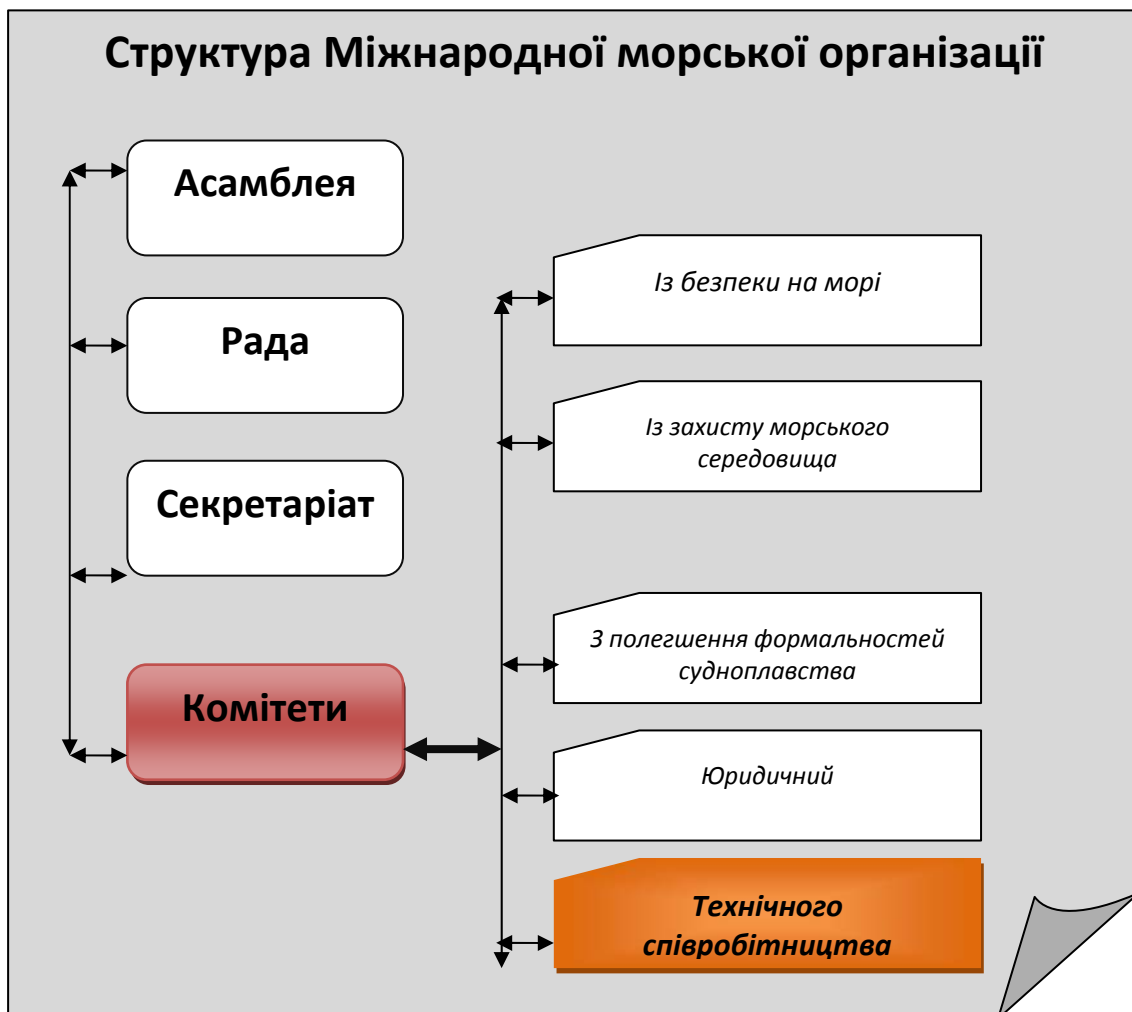 Структура Міжнародної морської організації
Асамблея
Рада
Секретаріат
Комітети
Із безпеки на морі
Із захисту морського
середовища
З полегшення формальностей
судноплавства
Юридичний
Технічного
співробітництва